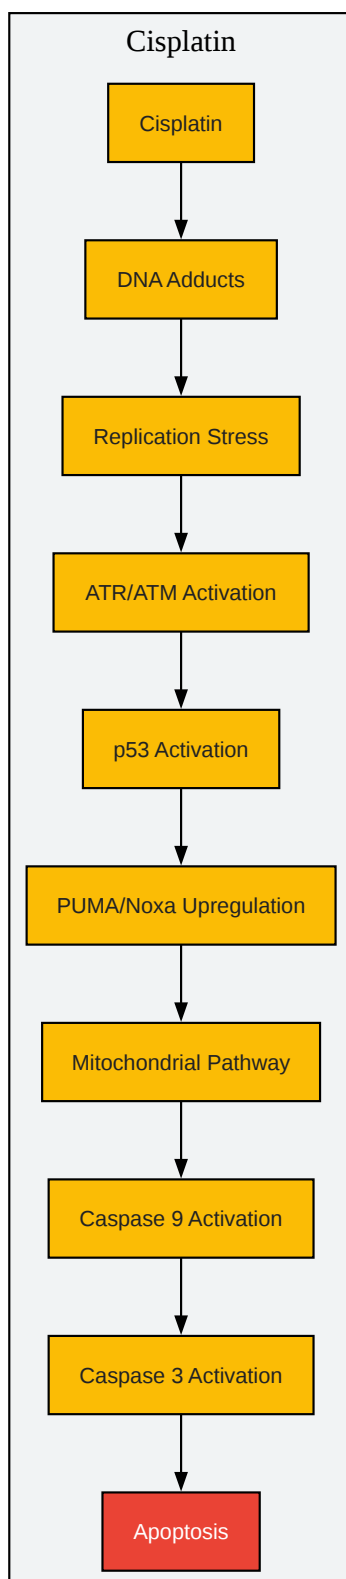 Cisplatin
Cisplatin
DNA Adducts
Replication Stress
ATR/ATM Activation
p53 Activation
PUMA/Noxa Upregulation
Mitochondrial Pathway
Caspase 9 Activation
Caspase 3 Activation
Apoptosis